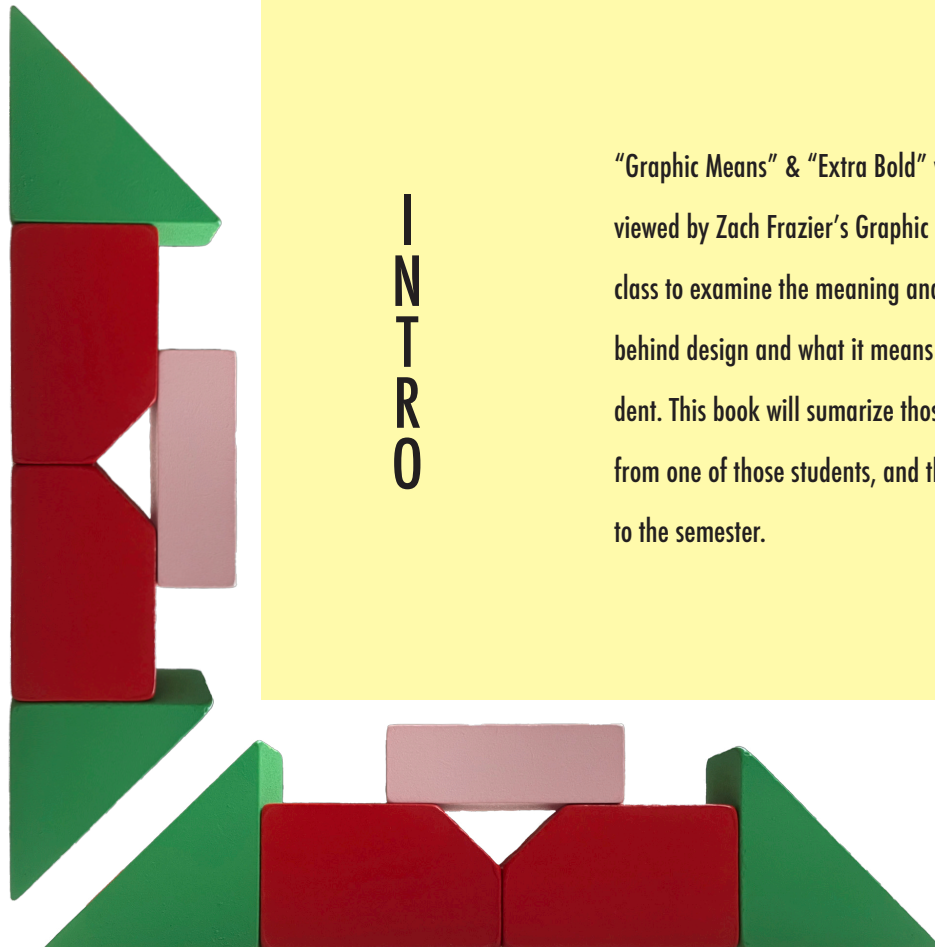 INTRO
“Graphic Means” & “Extra Bold”
viewed by Zach Frazier’s Graphic
class to examine the meaning and
behind design and what it means
dent. This book will sumarize those
from one of those students, and
to the semester.